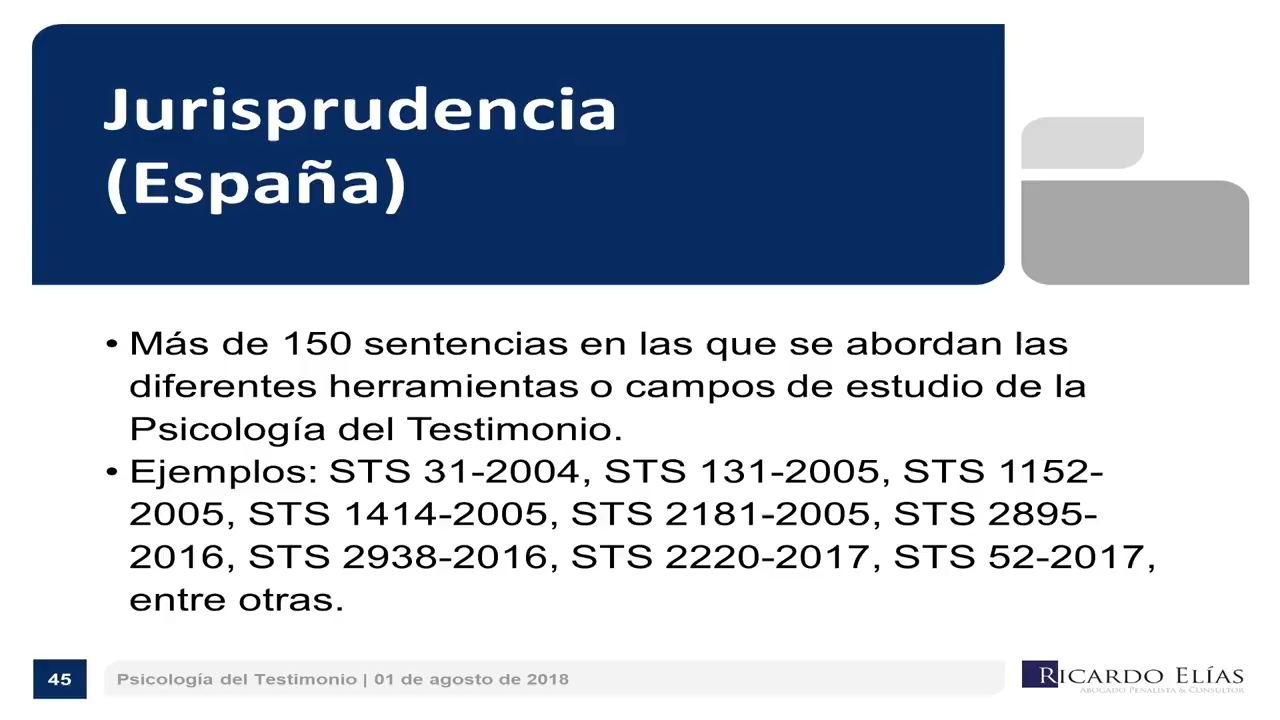 Jurisprudencia
(España)
• Más de 150 sentencias en las que se abordan las
diferentes herramientas o campos de estudio de la
Psicología del Testimonio.
• Ejemplos: STS 31-2004, STS 131-2005, STS 1152-
2005, STS 1414-2005, STS 2181-2005, STS 2895-
2016, STS 2938-2016, STS 2220-2017, STS 52-2017,
entre otras.
45
Psicología del Testimonio | 01 de agosto de 2018
RICARDO ELÍAS
ABOGADO PENALISTA & CONSULTOR